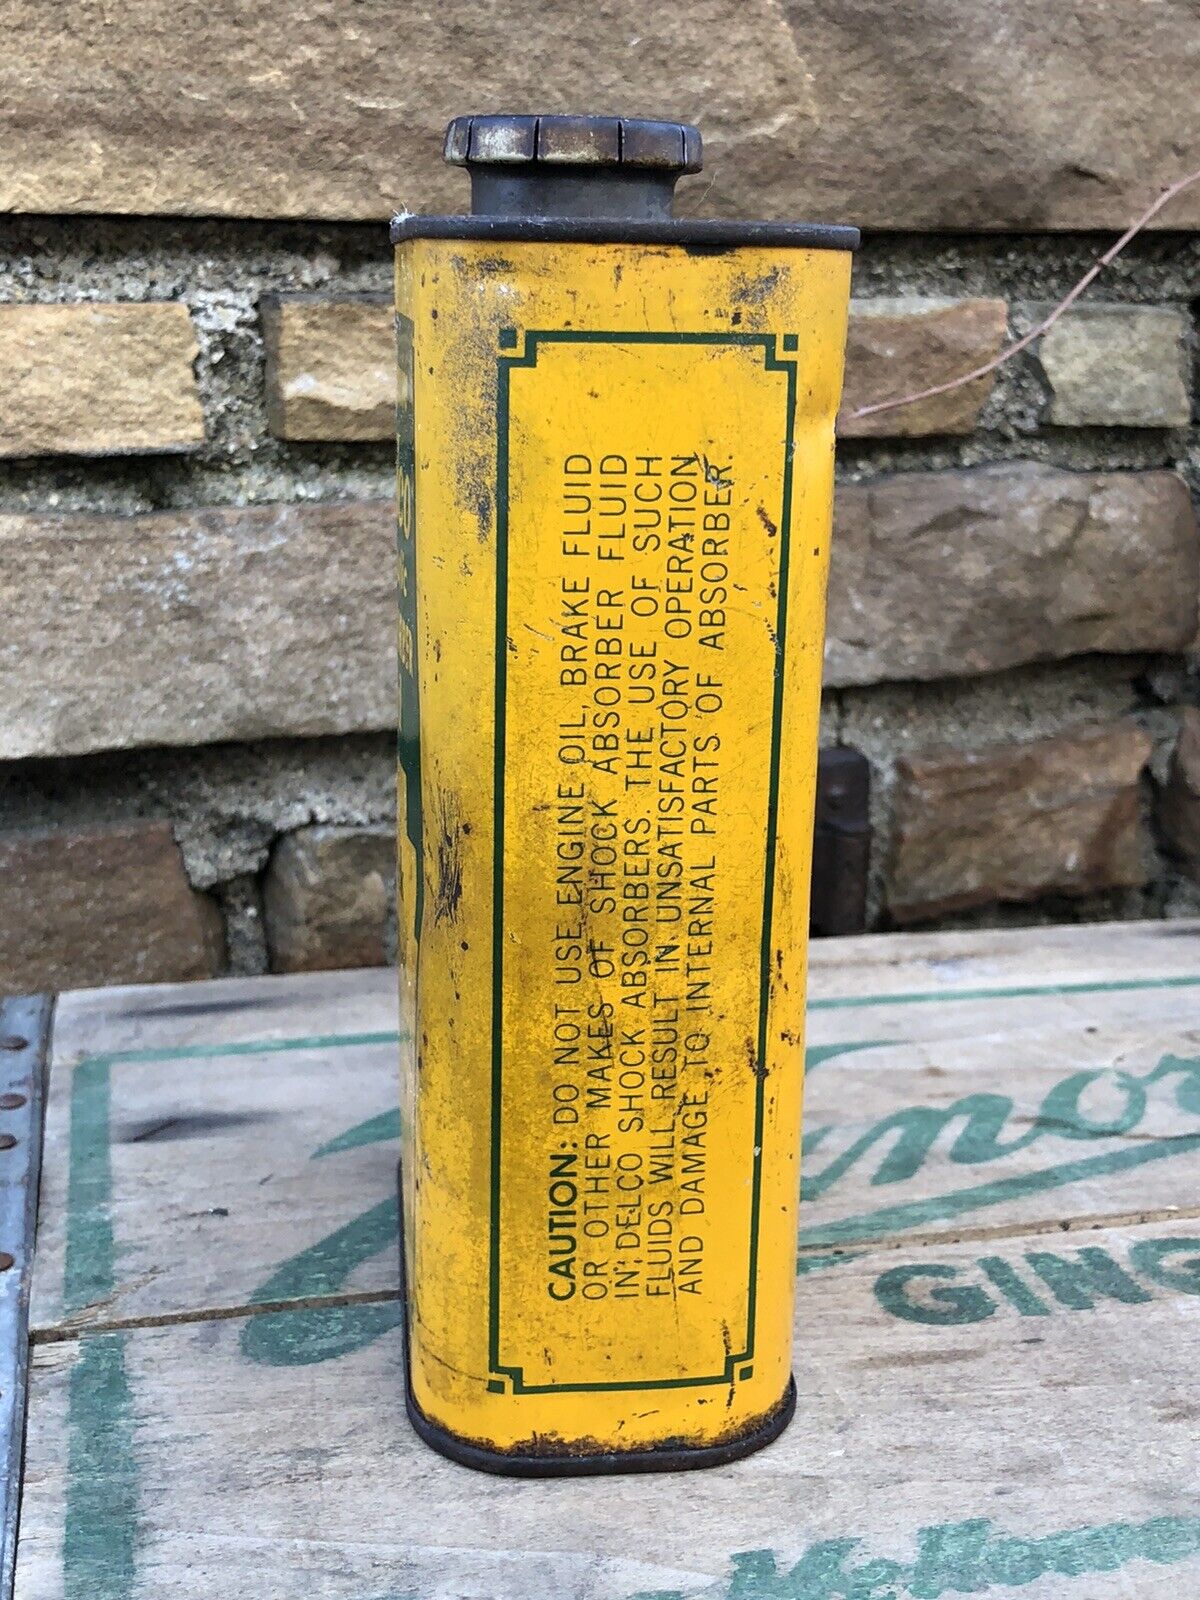 CAUTION: DO NOT USE ENGINE OIL, BRAKE FLUID
OR OTHER MAKES OF SHOCK ABSORBER FLUID
IN DELCO SHOCK ABSORBERS. THE USE OF SUCH
FLUIDS WILL RESULT IN UNSATISFACTORY OPERATION
AND DAMAGE TO INTERNAL PARTS OF ABSORBER.
GING